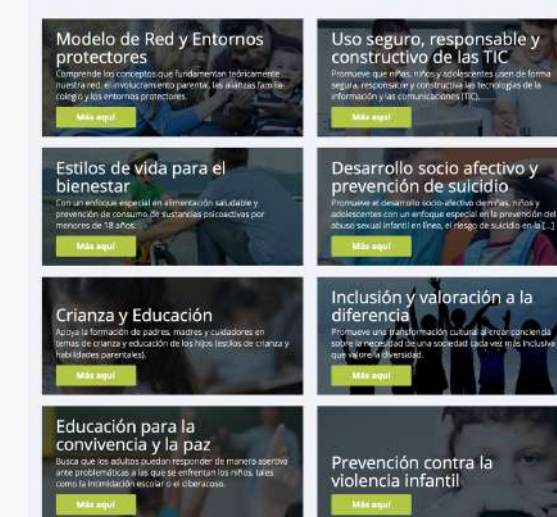 Modelo de Red y Entornos
protectores
Comprende los conceptos que fundamentan teóricamente
nuestra red, el involucramiento parental, las alianzas familia-
colegio y los entornos protectores.
Más aquí
Uso seguro, responsable y
constructivo de las TIC
Promueve que niñas, niños y adolescentes usen de forma
segura, responsable y constructiva las tecnologías de la
información y las comunicaciones (TIC).
Más aquí
Estilos de vida para el
bienestar
Con un enfoque especial en alimentación saludable y
prevención de consumo de sustancias psicoactivas por
menores de 18 años.
Más aquí
Desarrollo socio afectivo y
prevención de suicidio
Promueve el desarrollo socio-afectivo de niñas, niños y
adolescentes con un enfoque especial en la prevención del
abuso sexual infantil en línea, el riesgo de suicidio en la [...]
Más aquí
Crianza y Educación
Apoya la formación de padres, madres y cuidadores en
temas de crianza y educación de los hijos (estilos de crianza y
habilidades parentales).
Más aquí
Inclusión y valoración a la
diferencia
Promueve una transformación cultural al crear conciencia
sobre la necesidad de una sociedad cada vez más inclusiva
que valore la diversidad.
Más aquí
Educación para la
convivencia y la paz
Busca que los adultos puedan responder de manera asertiva
ante problemáticas a las que se enfrentan los niños, tales
como la intimidación escolar o el ciberacoso.
Más aquí
Prevención contra la
violencia infantil
Más aquí